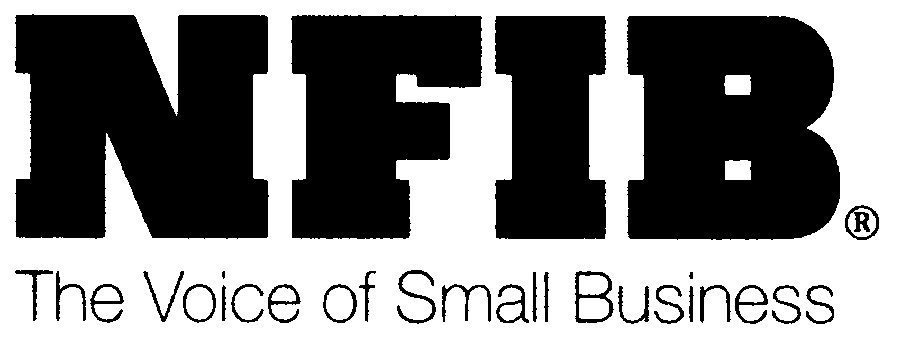 NFIB®
The Voice of Small Business